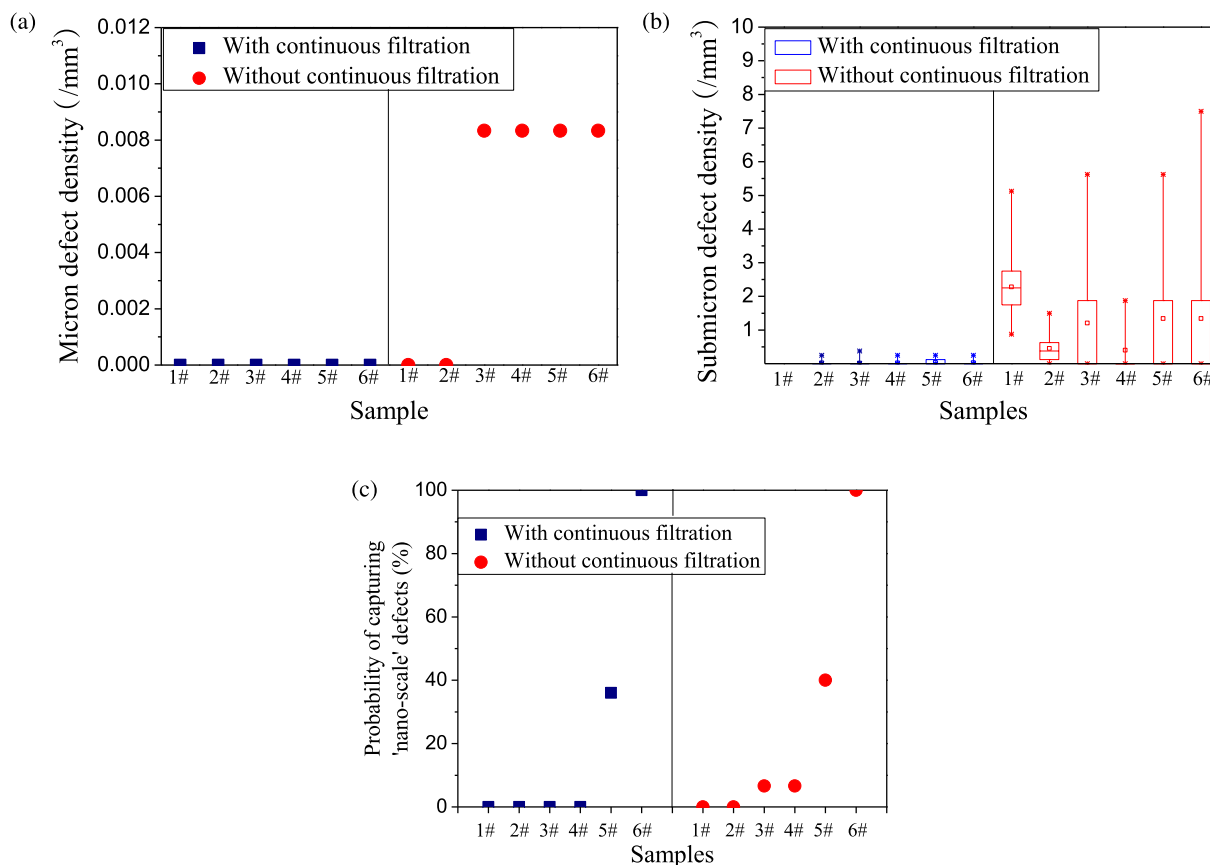 (a)
0.012
0.010
0.008
0.006
0.004
0.002
0.000
Micron defect denstity (/mm³)
With continuous filtration
Without continuous filtration
1# 2# 3# 4# 5# 6# 1# 2# 3# 4# 5# 6#
Sample
(b)
10
9
8
7
6
5
4
3
2
1
Submicron defect density (/mm³)
With continuous filtration
Without continuous filtration
1# 2# 3# 4# 5# 6# 1# 2# 3# 4# 5# 6#
Samples
(c)
100
80
60
40
20
0
Probability of capturing
'nano-scale' defects (%)
With continuous filtration
Without continuous filtration
1# 2# 3# 4# 5# 6# 1# 2# 3# 4# 5# 6#
Samples